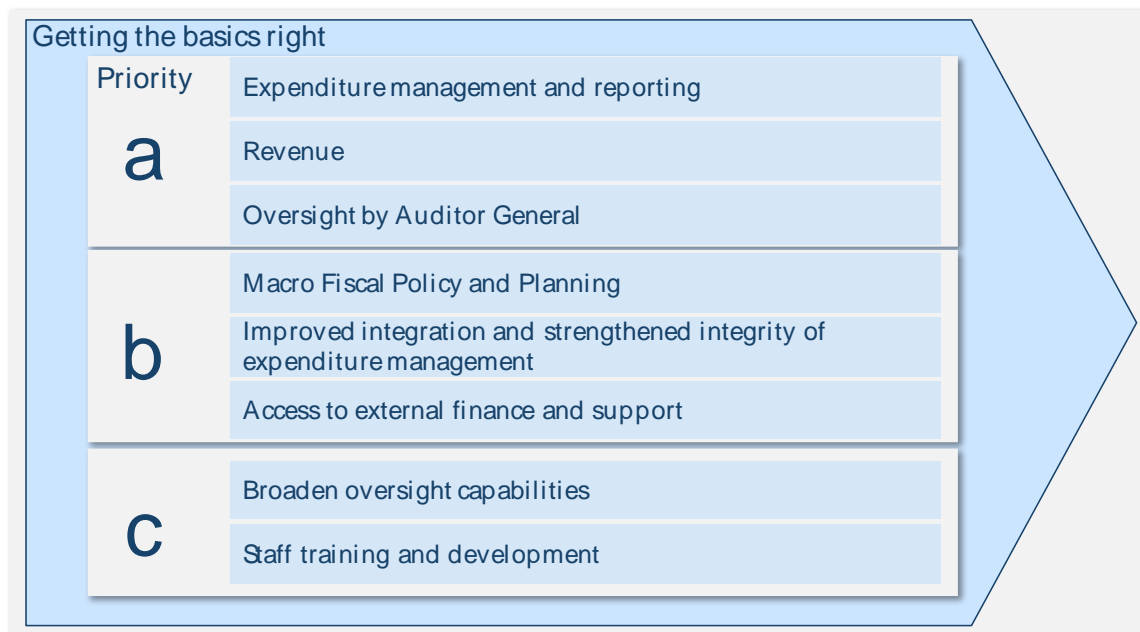 Getting the basics right
Priority
a
Expenditure management and reporting
Revenue
Oversight by Auditor General
b
Macro Fiscal Policy and Planning
Improved integration and strengthened integrity of
expenditure management
Access to external finance and support
c
Broaden oversight capabilities
Staff training and development